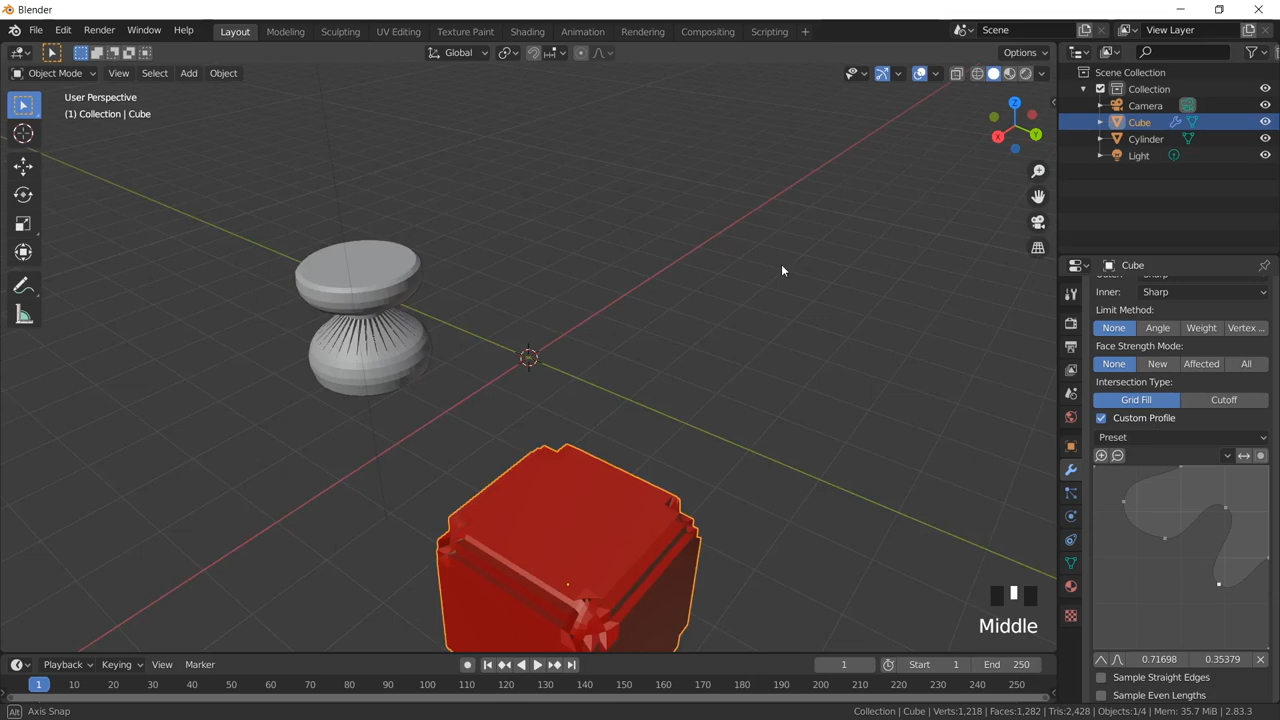 Blender
File Edit Render Window Help Layout Modeling Sculpting UV Editing Texture Paint Shading Animation Rendering Compositing Scripting + Scene View Layer
Global Options
Object Mode View Select Add Object
User Perspective
(1) Collection | Cube
Z
X Y
Scene Collection
Collection
Camera
Cube
Cylinder
Light
Cube
Inner: Sharp
Limit Method:
None Angle Weight Vertex ...
Face Strength Mode:
None New Affected All
Intersection Type:
Grid Fill Cutoff
Custom Profile
Preset
0.71698 0.35379
Sample Straight Edges
Sample Even Lengths
Middle
Playback Keying View Marker 1 Start 1 End 250
1 10 20 30 40 50 60 70 80 90 100 110 120 130 140 150 160 170 180 190 200 210 220 230 240 250
Alt Axis Snap Collection | Cube | Verts:1,218 | Faces:1,282 | Tris:2,428 | Objects:1/4 | Mem: 35.7 MiB | 2.83.3